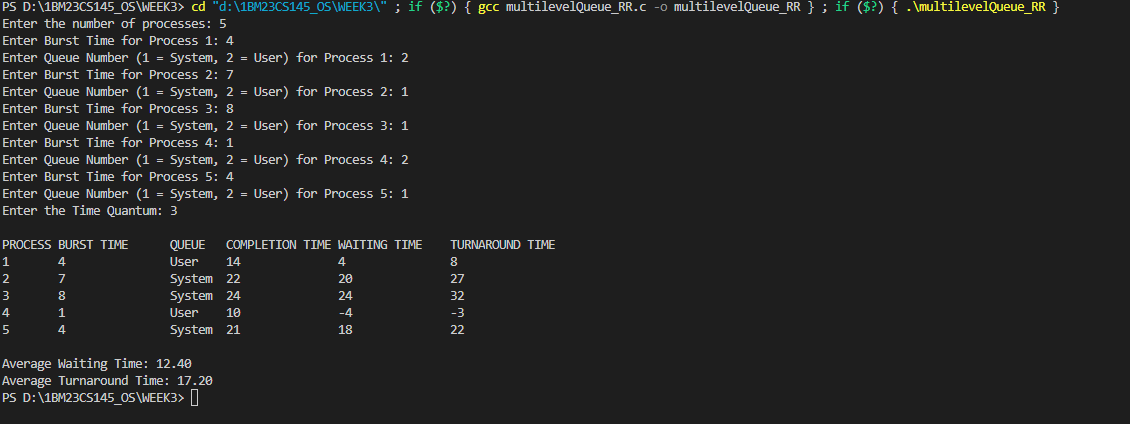 PS D:\1BM23CS145_OS\WEEK3> cd "d:\1BM23CS145_OS\WEEK3\" ; if ($?) { gcc multilevelQueue_RR.c -o multilevelQueue_RR } ; if ($?) { .\multilevelQueue_RR }
Enter the number of processes: 5
Enter Burst Time for Process 1: 4
Enter Queue Number (1 = System, 2 = User) for Process 1: 2
Enter Burst Time for Process 2: 7
Enter Queue Number (1 = System, 2 = User) for Process 2: 1
Enter Burst Time for Process 3: 8
Enter Queue Number (1 = System, 2 = User) for Process 3: 1
Enter Burst Time for Process 4: 1
Enter Queue Number (1 = System, 2 = User) for Process 4: 2
Enter Burst Time for Process 5: 4
Enter Queue Number (1 = System, 2 = User) for Process 5: 1
Enter the Time Quantum: 3
PROCESS BURST TIME QUEUE COMPLETION TIME WAITING TIME TURNAROUND TIME
1 4 User 14 4 8
2 7 System 22 20 27
3 8 System 24 24 32
4 1 User 10 -4 -3
5 4 System 21 18 22
Average Waiting Time: 12.40
Average Turnaround Time: 17.20
PS D:\1BM23CS145_OS\WEEK3>